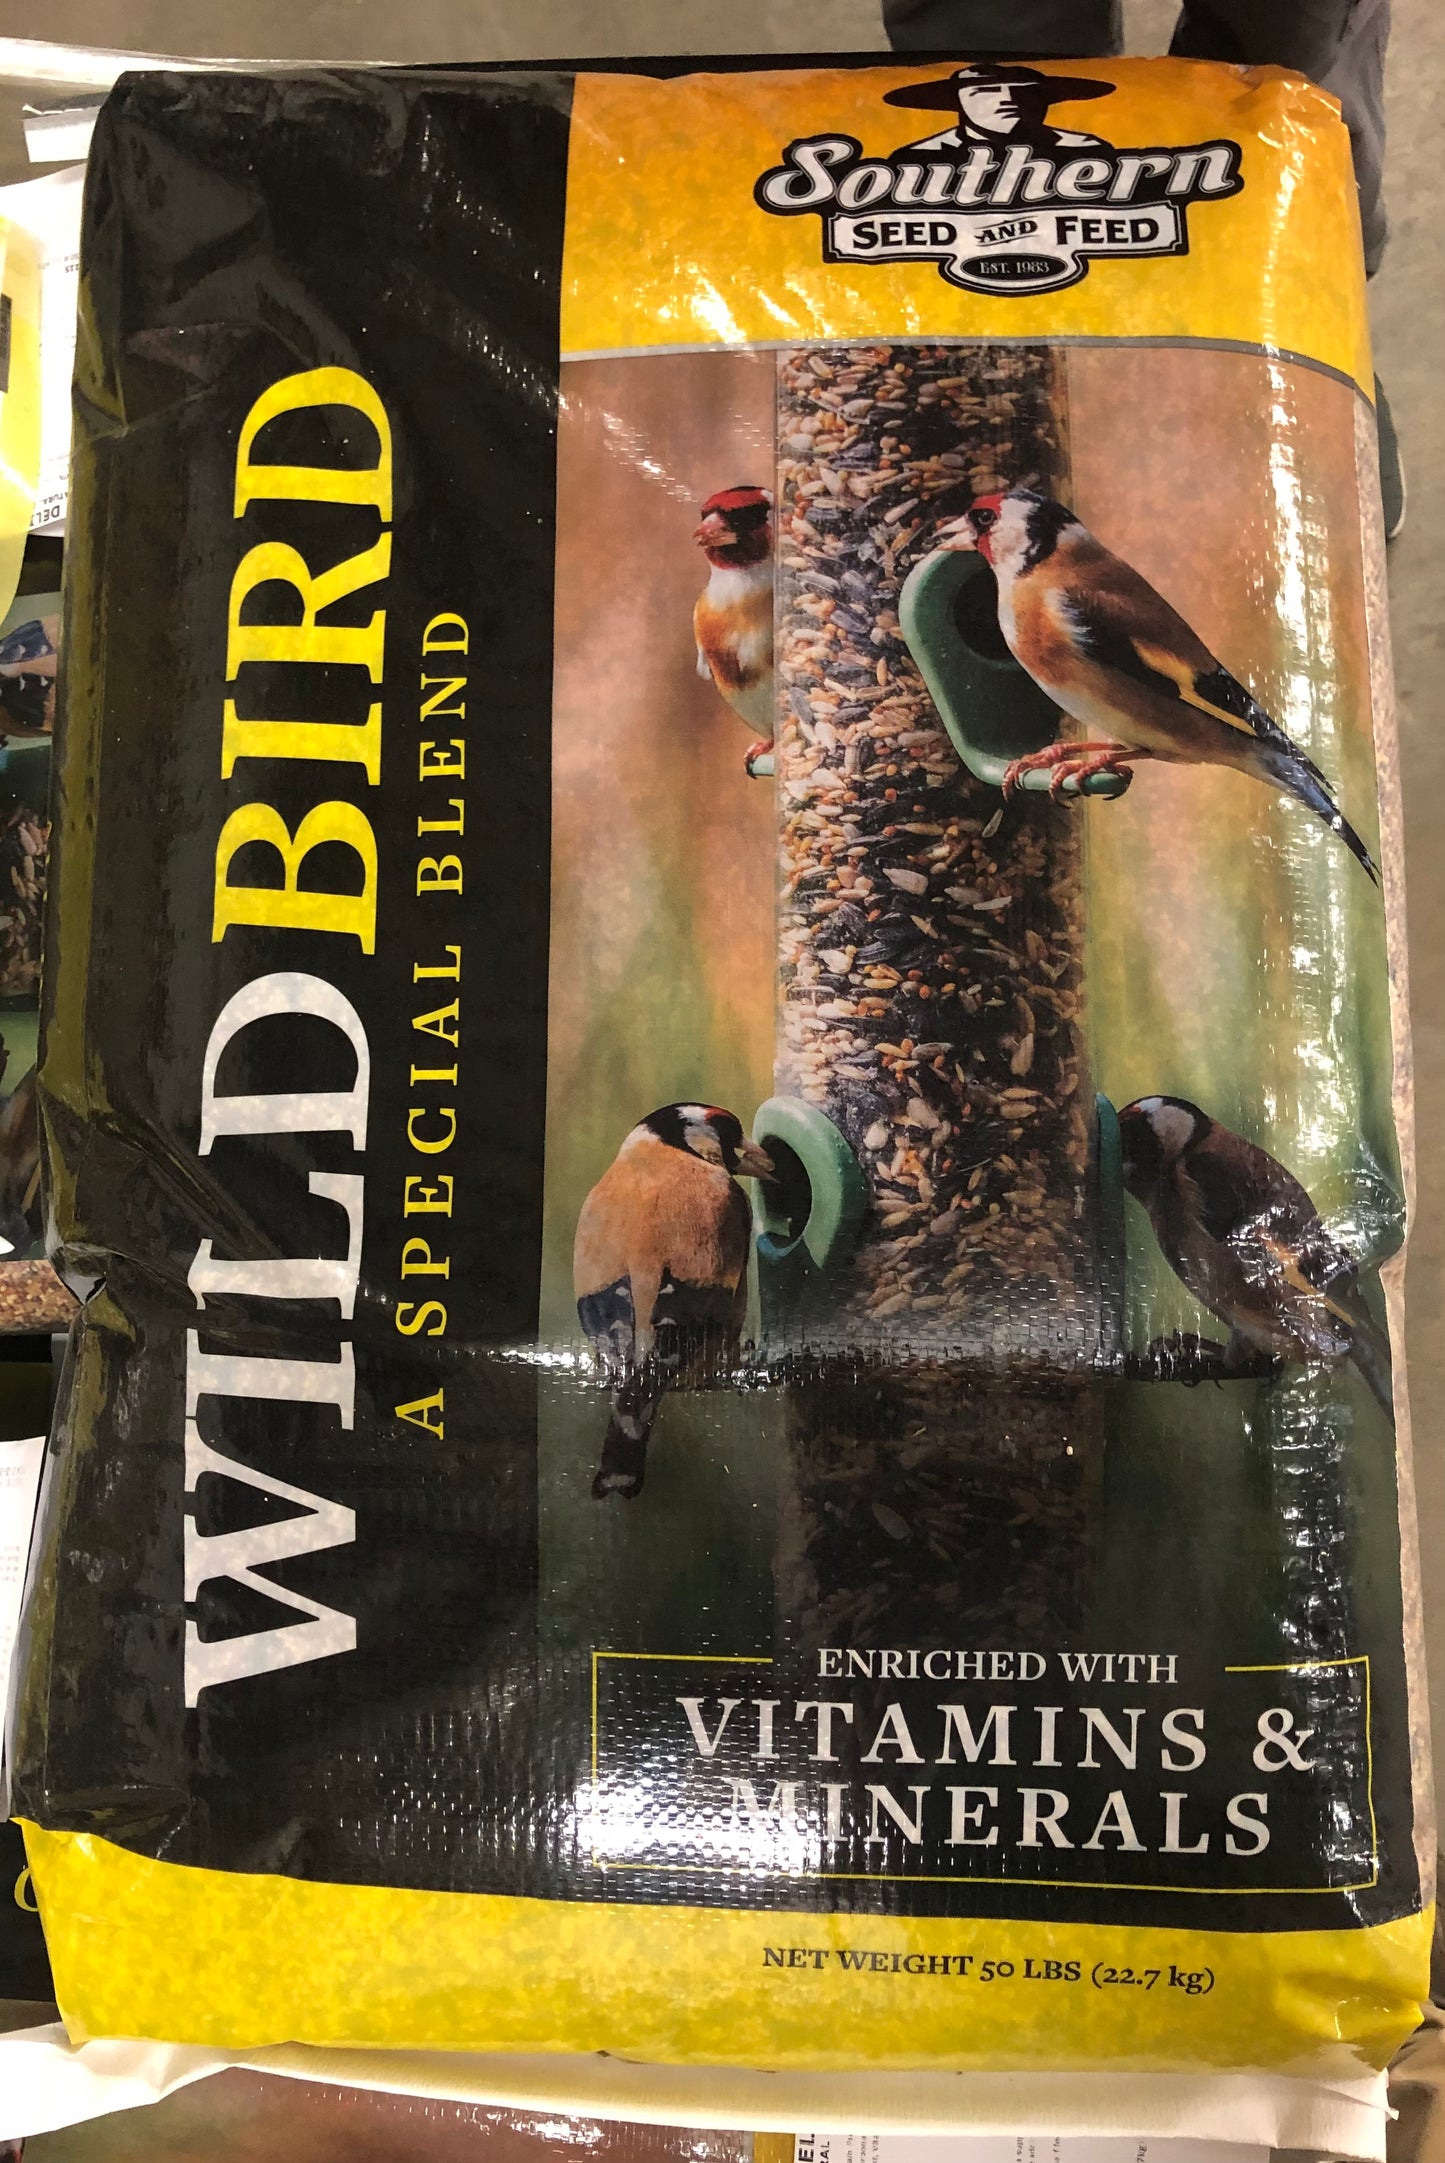 Southern
SEED AND FEED
EST. 1983
WILD BIRD
A SPECIAL BLEND
ENRICHED WITH
VITAMINS &
MINERALS
NET WEIGHT 50 LBS (22.7 kg)